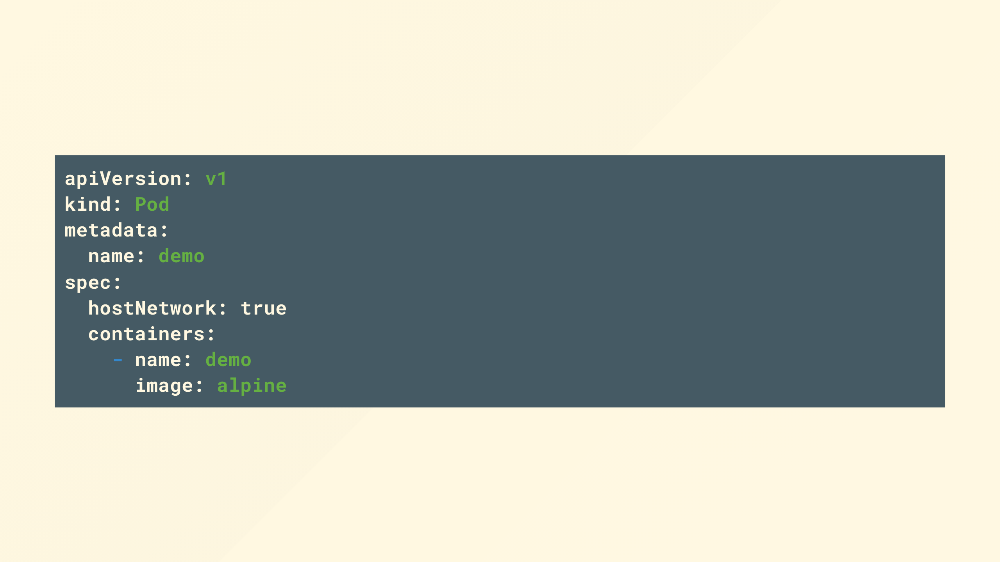 apiVersion: v1
kind: Pod
metadata:
  name: demo
spec:
  hostNetwork: true
  containers:
    - name: demo
      image: alpine